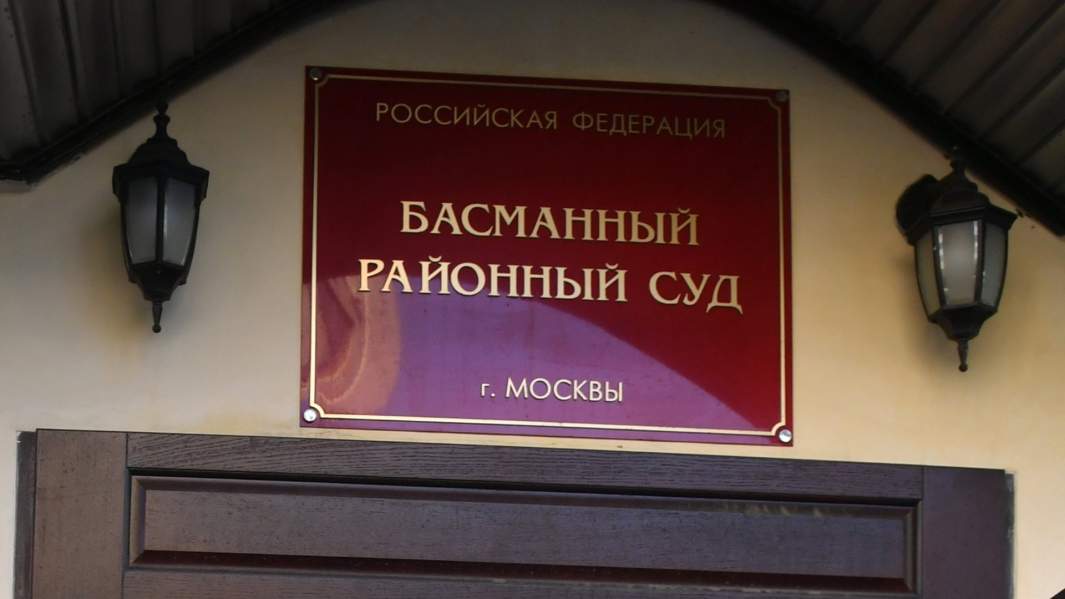 РОССИЙСКАЯ ФЕДЕРАЦИЯ
БАСМАННЫЙ
РАЙОННЫЙ СУД
г. МОСКВЫ